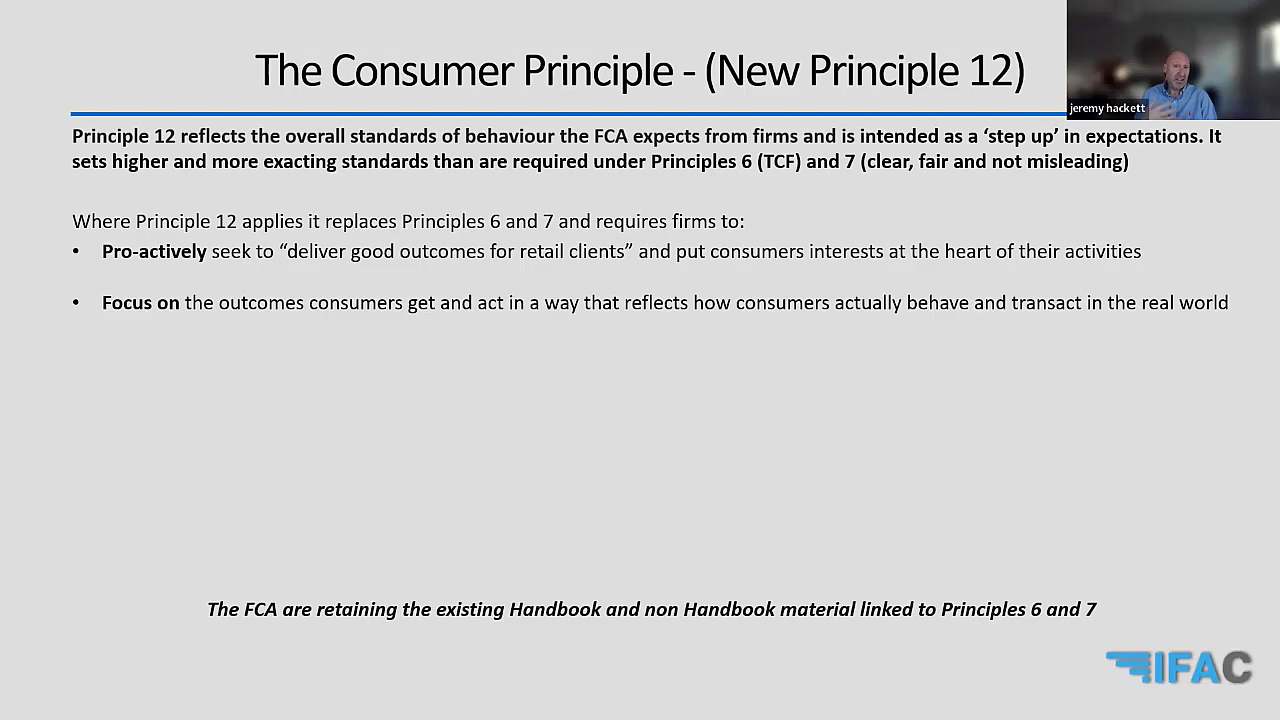 The Consumer Principle - (New Principle 12)
jeremy hackett
Principle 12 reflects the overall standards of behaviour the FCA expects from firms and is intended as a ‘step up’ in expectations. It
sets higher and more exacting standards than are required under Principles 6 (TCF) and 7 (clear, fair and not misleading)
Where Principle 12 applies it replaces Principles 6 and 7 and requires firms to:
• Pro-actively seek to “deliver good outcomes for retail clients” and put consumers interests at the heart of their activities
• Focus on the outcomes consumers get and act in a way that reflects how consumers actually behave and transact in the real world
The FCA are retaining the existing Handbook and non Handbook material linked to Principles 6 and 7
IFAC